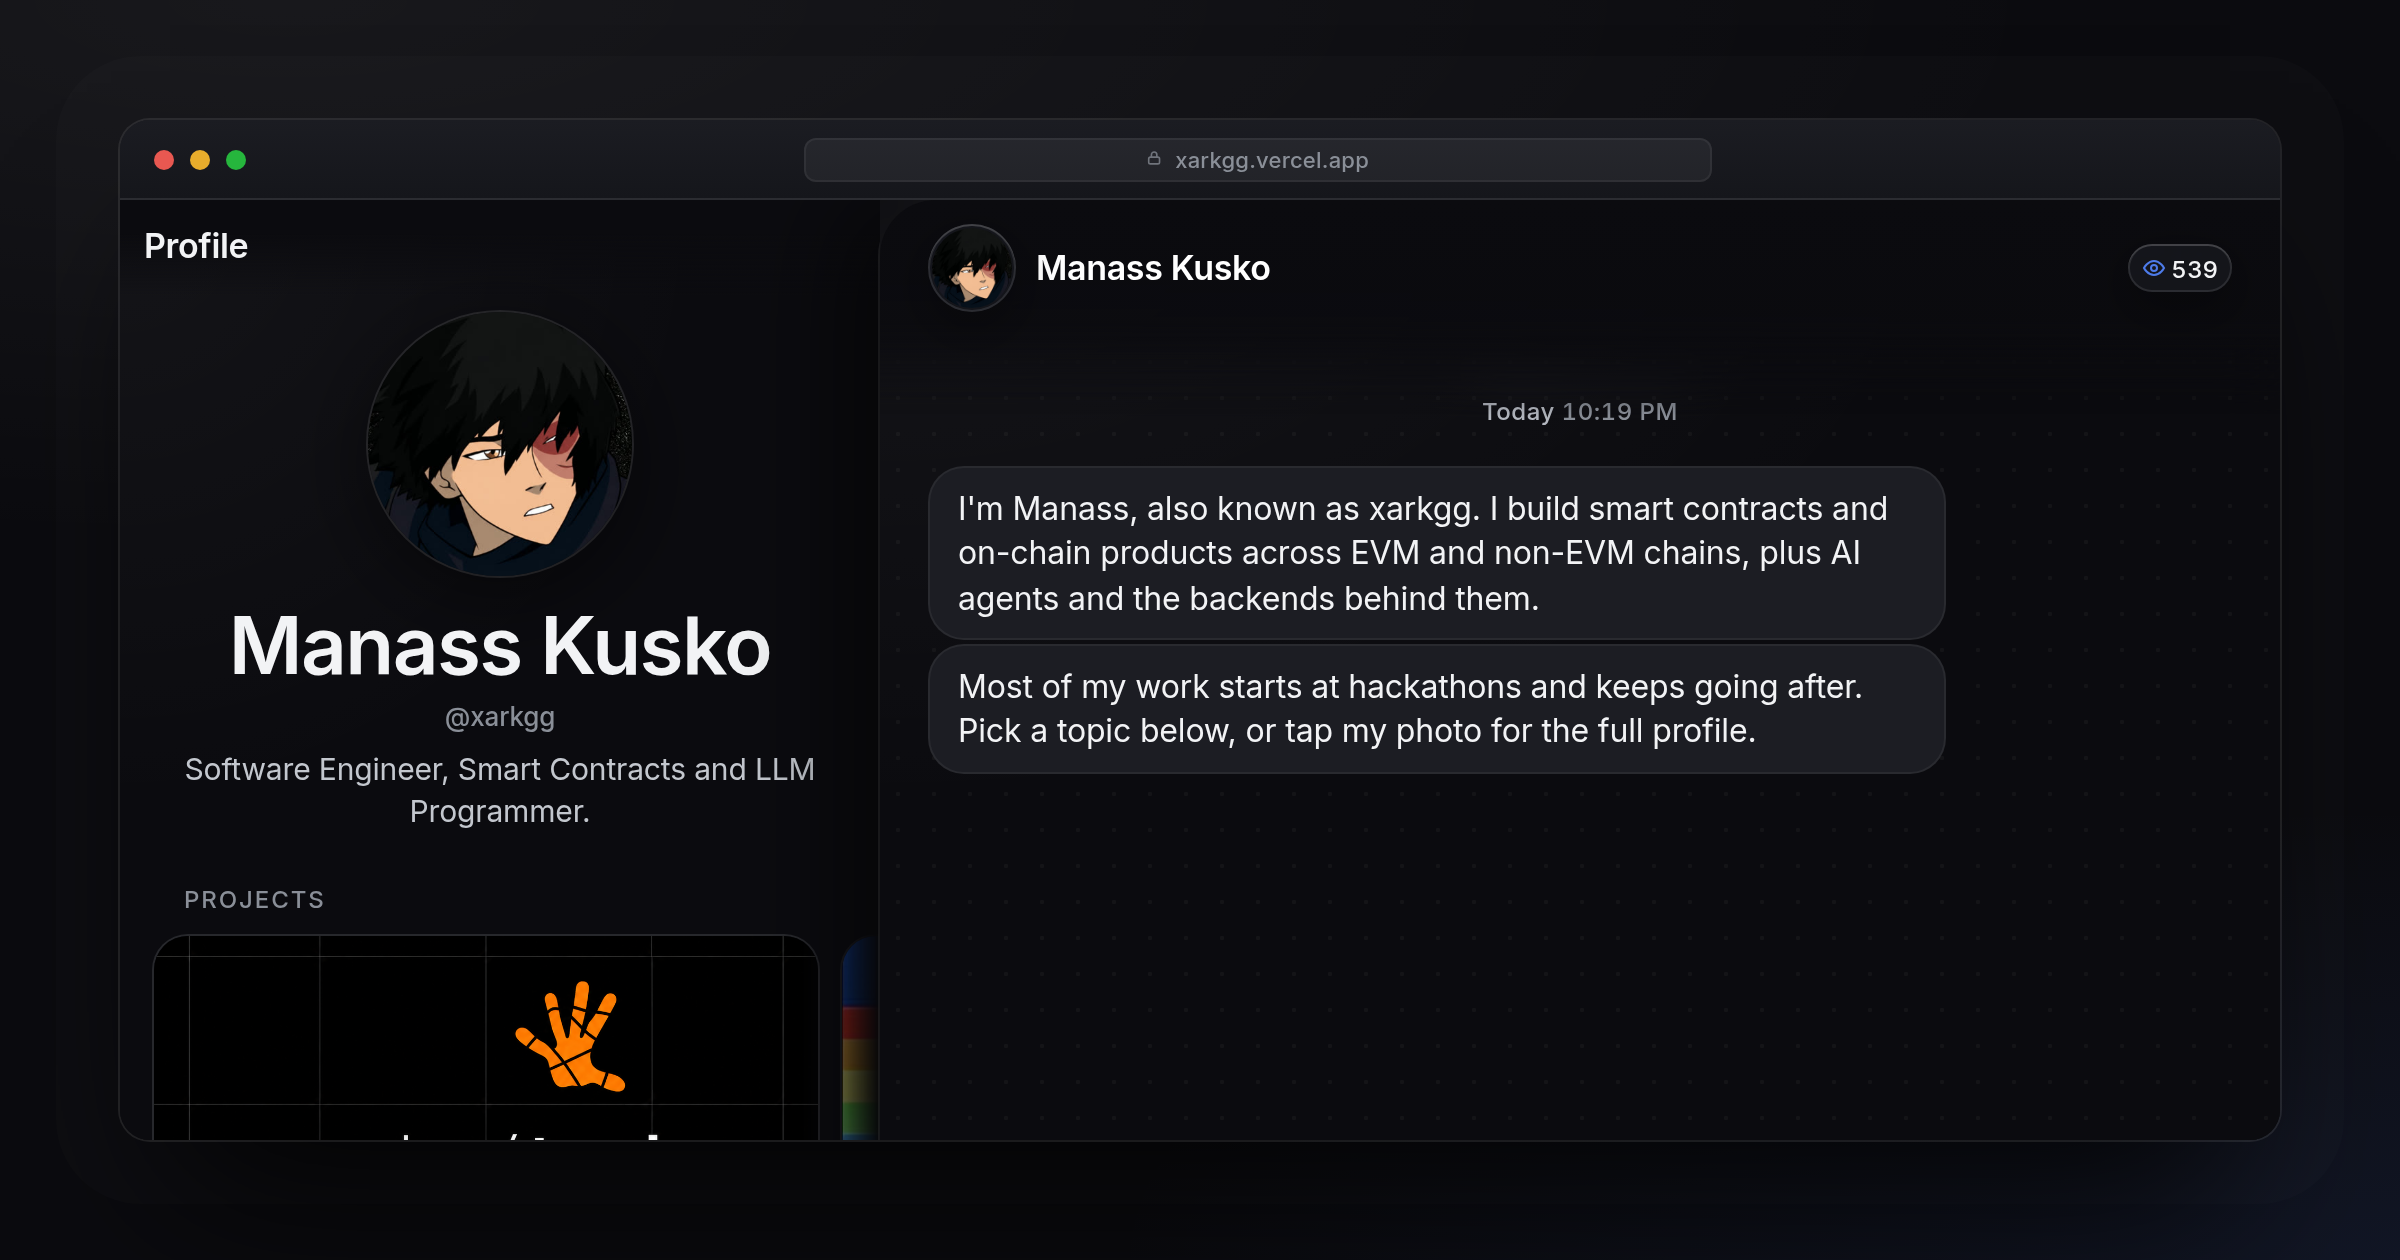 xarkgg.vercel.app
Profile
Manass Kusko
@xarkgg
Software Engineer, Smart Contracts and LLM
Programmer.
PROJECTS
Manass Kusko
539
Today 10:19 PM
I'm Manass, also known as xarkgg. I build smart contracts and
on-chain products across EVM and non-EVM chains, plus AI
agents and the backends behind them.
Most of my work starts at hackathons and keeps going after.
Pick a topic below, or tap my photo for the full profile.